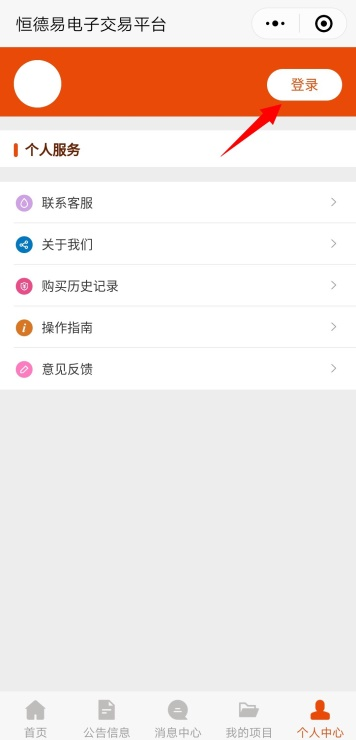 恒德易电子交易平台
登录
个人服务
联系客服
关于我们
购买历史记录
操作指南
意见反馈
首页
公告信息
消息中心
我的项目
个人中心